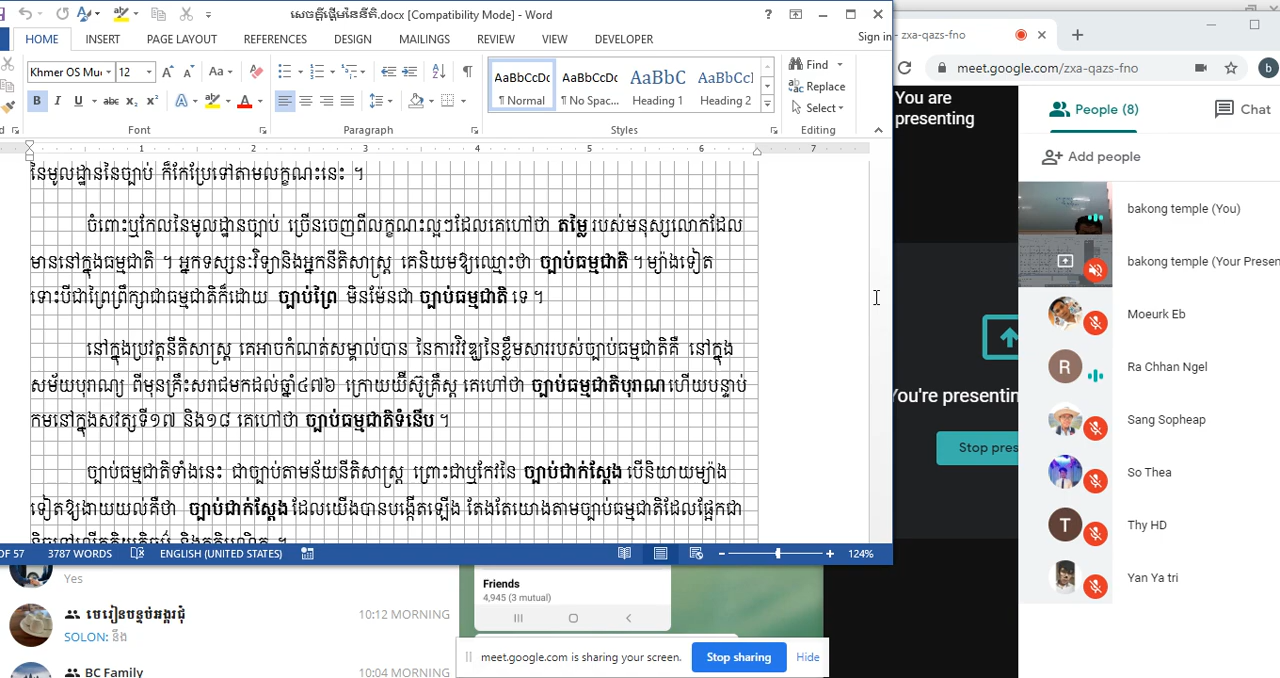 សេចក្តីផ្តើមនៃនីតិ.docx [Compatibility Mode] - Word
HOME INSERT PAGE LAYOUT REFERENCES DESIGN MAILINGS REVIEW VIEW DEVELOPER Sign in
Khmer OS Mu 12
AaBbCcDc AaBbCcDc AaBbC AaBbCcI
¶ Normal ¶ No Spac... Heading 1 Heading 2
Find
Replace
Select
Font Paragraph Styles Editing
1 2 3 4 5 6 7
នៃមូលដ្ឋាននៃច្បាប់ ក៏កែប្រែទៅតាមលក្ខណះនេះ ។
ចំពោះឬកែលនៃមូលដ្ឋានច្បាប់ ច្រើនចេញពីលក្ខណះល្អៗដែលគេហៅថា តម្លៃ របស់មនុស្សលោកដែល
មាននៅក្នុងធម្មជាតិ ។ អ្នកទស្សនៈវិទ្យានិងអ្នកនីតិសាស្ត្រ គេនិយមឱ្យឈ្មោះថា ច្បាប់ធម្មជាតិ ។ ម្យ៉ាងទៀត
ទោះបីជាព្រៃព្រឹក្សាជាធម្មជាតិក៏ដោយ ច្បាប់ព្រៃ មិនមែនជា ច្បាប់ធម្មជាតិ ទេ ។
នៅក្នុងប្រវត្តនីតិសាស្ត្រ គេអាចកំណត់សម្គាល់បាន នៃការវិវឌ្ឍនៃខ្លឹមសាររបស់ច្បាប់ធម្មជាតិគឺ នៅក្នុង
សម័យបុរាណ្យ ពីមុនគ្រឹះសរាជមកដល់ឆ្នាំ៤៧៦ ក្រោយយីស៊ូគ្រឹស្ត គេហៅថា ច្បាប់ធម្មជាតិបុរាណ ហើយបន្ទាប់
កមនៅក្នុងសវត្សទី១៧ និង១៨ គេហៅថា ច្បាប់ធម្មជាតិទំនើប ។
ច្បាប់ធម្មជាតិទាំងនេះ ជាច្បាប់តាមន័យនីតិសាស្ត្រ ព្រោះជាឬកែវនៃ ច្បាប់ជាក់ស្តែង បើនិយាយម្យ៉ាង
ទៀតឱ្យងាយយល់គឺថា ច្បាប់ជាក់ស្តែង ដែលយើងបានបង្កើតឡើង តែងតែយោងតាមច្បាប់ធម្មជាតិដែលផ្អែកជា
OF 57 3787 WORDS ENGLISH (UNITED STATES) 124%
Yes
10:12 MORNING
SOLON: នឹង
BC Family 10:04 MORNING
Friends
4,945 (3 mutual)
meet.google.com is sharing your screen. Stop sharing Hide
- zxa-qazs-fno
meet.google.com/zxa-qazs-fno b
You are
presenting
You're presenting
Stop pres
People (8) Chat
Add people
bakong temple (You)
bakong temple (Your Presen
Moeurk Eb
R Ra Chhan Ngel
Sang Sopheap
So Thea
T Thy HD
Yan Ya tri